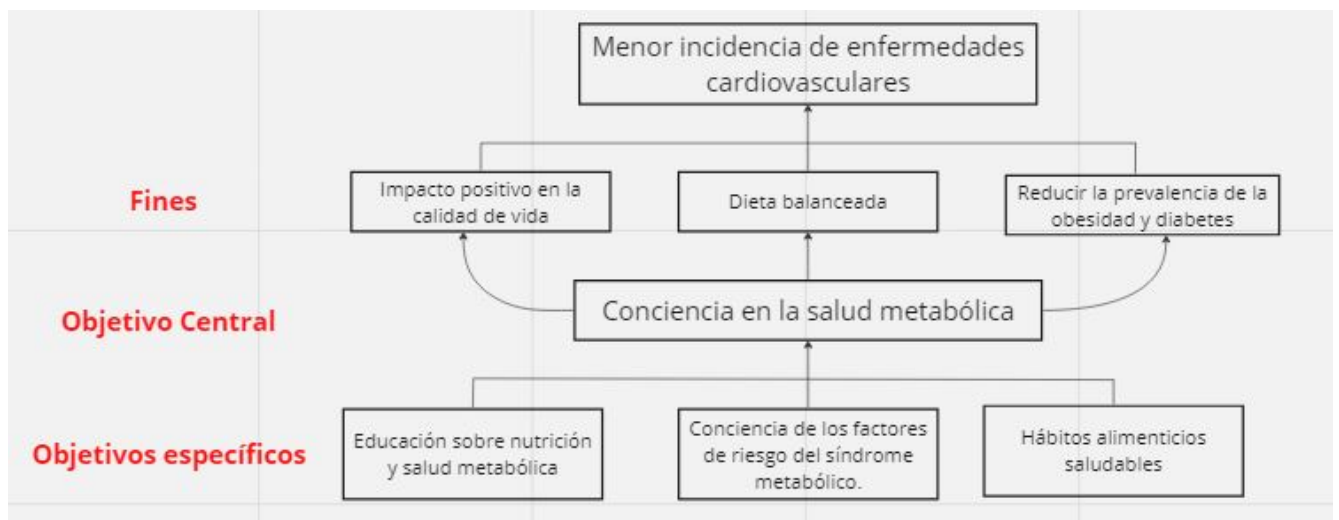 Menor incidencia de enfermedades
cardiovasculares
Fines
Impacto positivo en la
calidad de vida
Dieta balanceada
Reducir la prevalencia de la
obesidad y diabetes
Objetivo Central
Conciencia en la salud metabólica
Objetivos específicos
Educación sobre nutrición
y salud metabólica
Conciencia de los factores
de riesgo del síndrome
metabólico.
Hábitos alimenticios
saludables